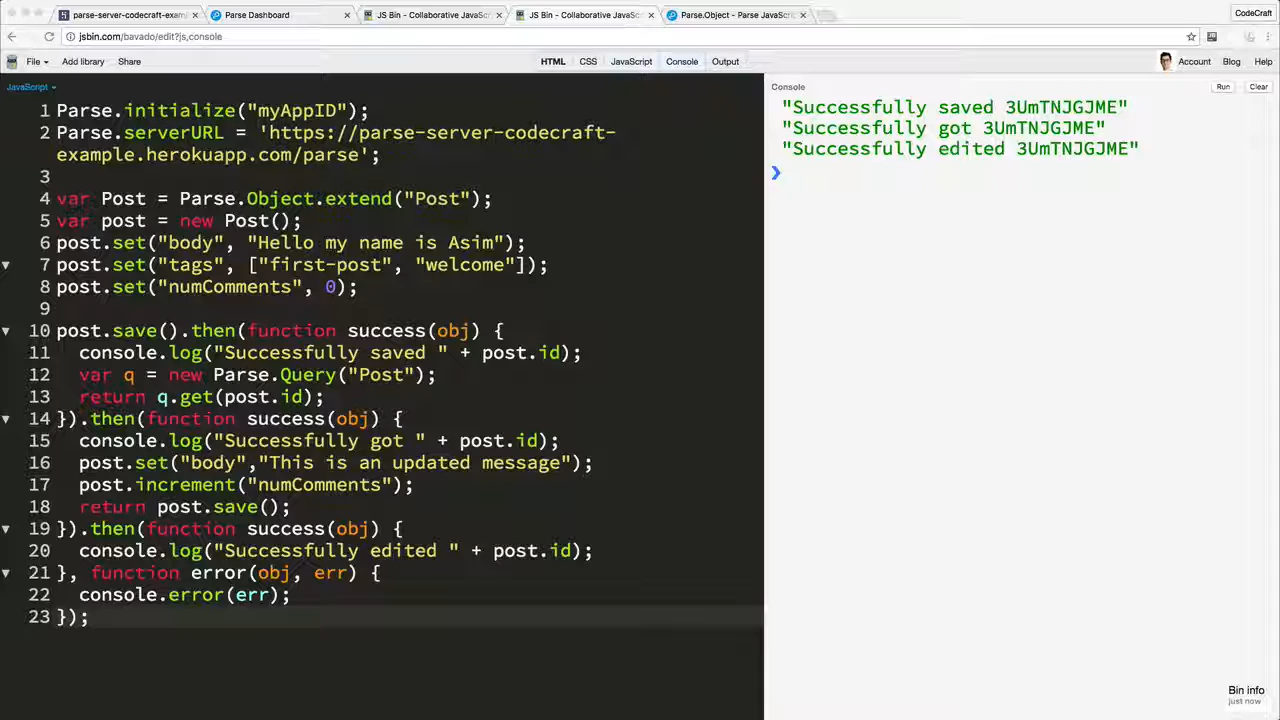 parse-server-codecraft-exam
Parse Dashboard
JS Bin - Collaborative JavaSc
JS Bin - Collaborative JavaSc
Parse.Object - Parse JavaScri
CodeCraft
jsbin.com/bavado/edit?js,console
File
Add library
Share
HTML
CSS
JavaScript
Console
Output
Account
Blog
Help
JavaScript
Console
Run
Clear
1 Parse.initialize("myAppID");
2 Parse.serverURL = 'https://parse-server-codecraft-
example.herokuapp.com/parse';
3
4 var Post = Parse.Object.extend("Post");
5 var post = new Post();
6 post.set("body", "Hello my name is Asim");
7 post.set("tags", ["first-post", "welcome"]);
8 post.set("numComments", 0);
9
10 post.save().then(function success(obj) {
11 console.log("Successfully saved " + post.id);
12 var q = new Parse.Query("Post");
13 return q.get(post.id);
14 }).then(function success(obj) {
15 console.log("Successfully got " + post.id);
16 post.set("body","This is an updated message");
17 post.increment("numComments");
18 return post.save();
19 }).then(function success(obj) {
20 console.log("Successfully edited " + post.id);
21 }, function error(obj, err) {
22 console.error(err);
23 });
"Successfully saved 3UmTNJGJME"
"Successfully got 3UmTNJGJME"
"Successfully edited 3UmTNJGJME"
Bin info
just now